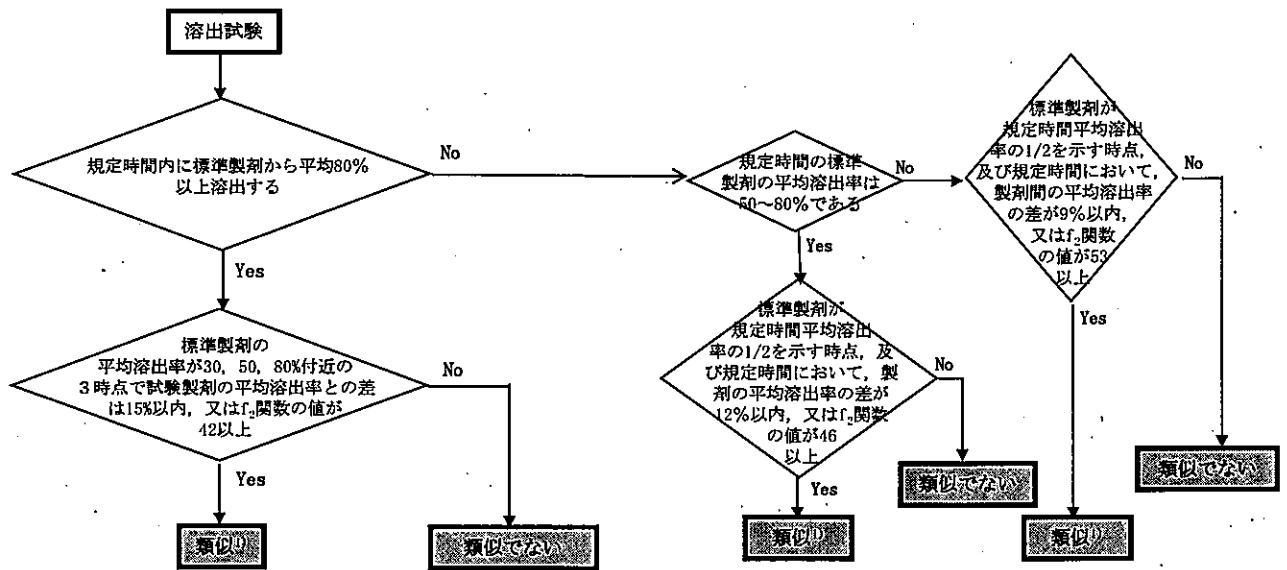 溶出試験
規定時間内に標準製剤から平均80%
以上溶出する
No
Yes
標準製剤の
平均溶出率が30, 50, 80%付近の
3時点で試験製剤の平均溶出率との差
は15%以内, 又はf₂関数の値が
42以上
No
Yes
類似¹⁾
類似でない
規定時間の標準
製剤の平均溶出率は
50～80%である
No
Yes
標準製剤が
規定時間平均溶出
率の1/2を示す時点, 及
び規定時間において, 製
剤の平均溶出率の差が
12%以内, 又はf₂関数
の値が46
以上
No
Yes
類似でない
類似¹⁾
標準製剤が
規定時間平均溶出
率の1/2を示す時点,
及び規定時間において,
製剤間の平均溶出率
の差が9%以内,
又はf₂関数
の値が53
以上
No
Yes
類似でない
類似¹⁾